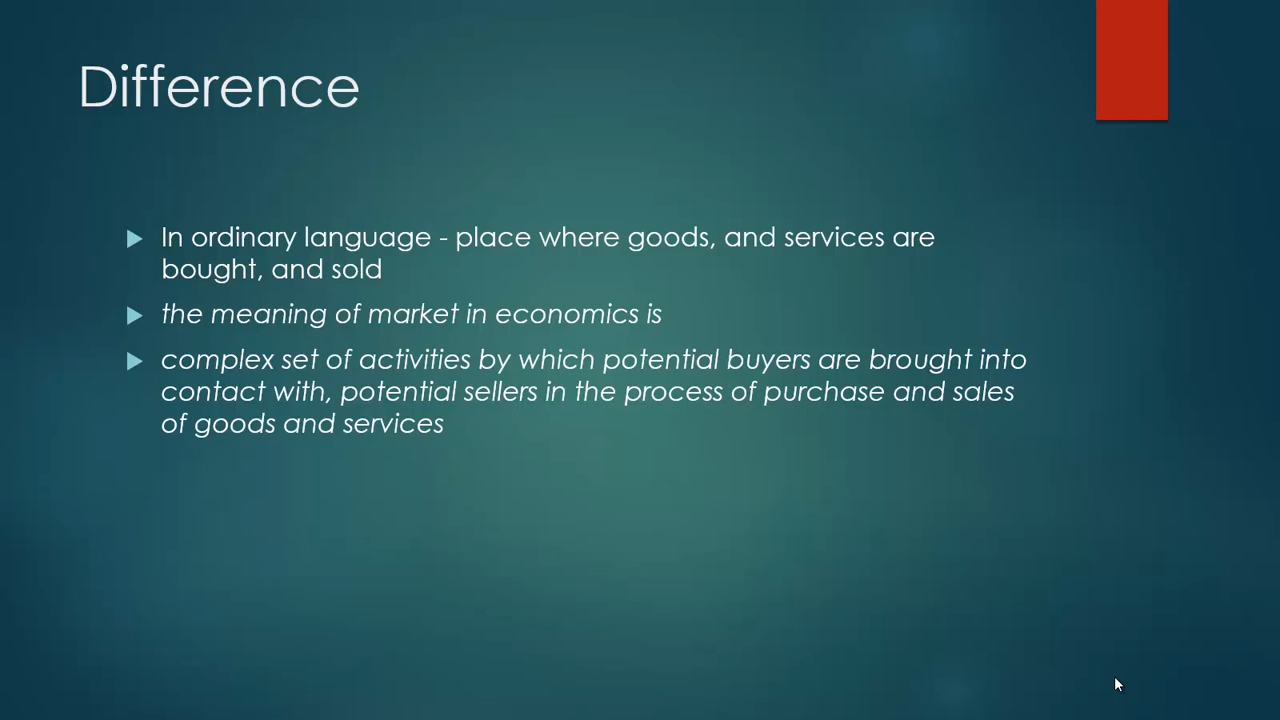 Difference
In ordinary language - place where goods, and services are
bought, and sold
the meaning of market in economics is
complex set of activities by which potential buyers are brought into
contact with, potential sellers in the process of purchase and sales
of goods and services